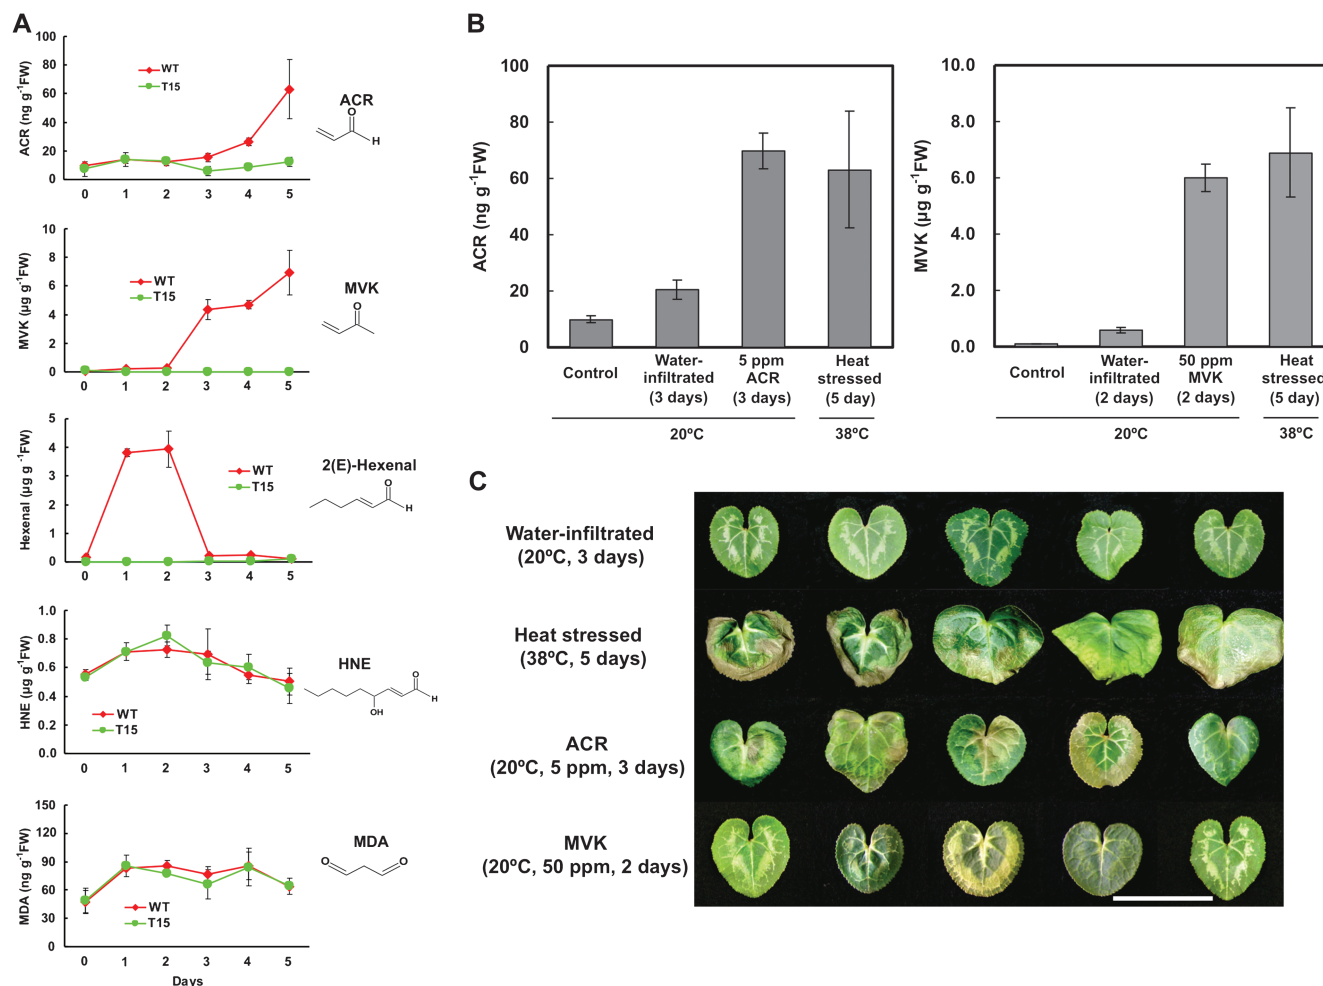 A
ACR (ng g-1FW)
100
80
60
40
20
0
WT
T15
ACR
O
H
0 1 2 3 4 5
MVK (µg g-1FW)
10
8
6
4
2
0
WT
T15
MVK
O
0 1 2 3 4 5
Hexenal (µg g-1FW)
5
4
3
2
1
0
WT
T15
2(E)-Hexenal
O
H
0 1 2 3 4 5
HNE (µg g-1FW)
1.0
0.8
0.6
0.4
0.2
0.0
WT
T15
HNE
O
H
OH
0 1 2 3 4 5
MDA (ng g-1FW)
150
120
90
60
30
0
WT
T15
MDA
O O
0 1 2 3 4 5
Days
B
ACR (ng g-1FW)
100
80
60
40
20
0
Control
Water-
infiltrated
(3 days)
5 ppm
ACR
(3 days)
Heat
stressed
(5 day)
20ºC
38ºC
MVK (µg g-1FW)
10.0
8.0
6.0
4.0
2.0
0.0
Control
Water-
infiltrated
(2 days)
50 ppm
MVK
(2 days)
Heat
stressed
(5 day)
20ºC
38ºC
C
Water-infiltrated
(20ºC, 3 days)
Heat stressed
(38ºC, 5 days)
ACR
(20ºC, 5 ppm, 3 days)
MVK
(20ºC, 50 ppm, 2 days)